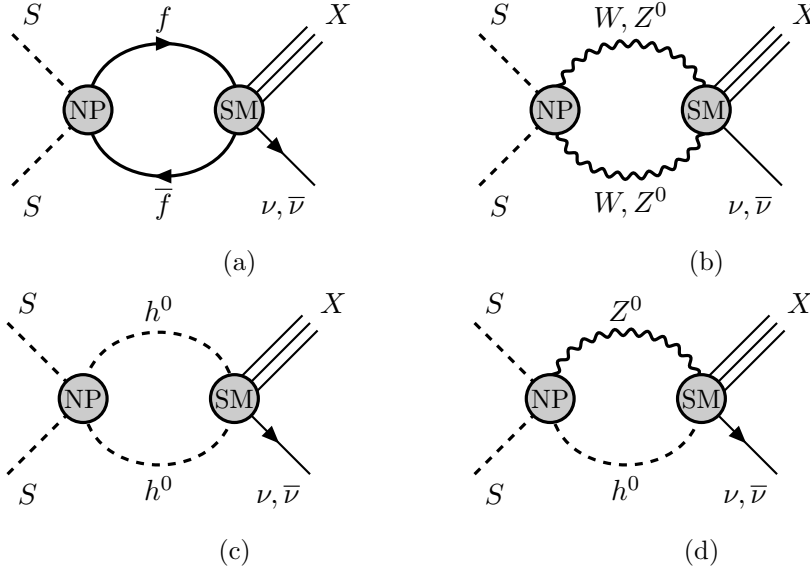 S f X
NP SM
S f̅ ν, ν̅
(a)
S W, Z⁰ X
NP SM
S W, Z⁰ ν, ν̅
(b)
S h⁰ X
NP SM
S h⁰ ν, ν̅
(c)
S Z⁰ X
NP SM
S h⁰ ν, ν̅
(d)